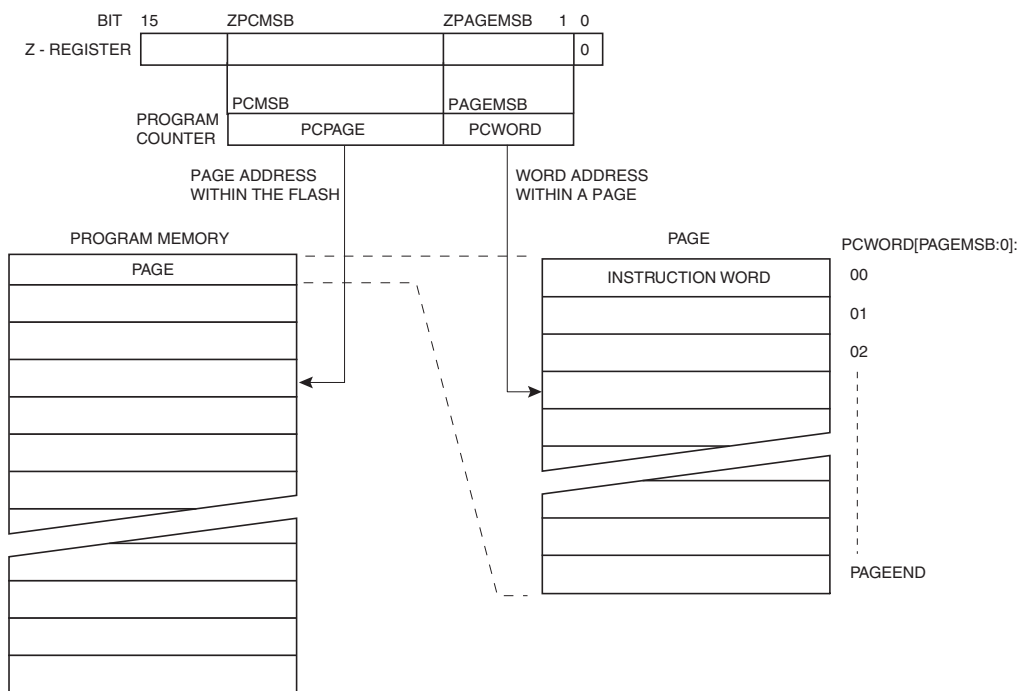 BIT 15 ZPCMSB ZPAGEMSB 1 0
Z - REGISTER 0
PCMSB PAGEMSB
PROGRAM
COUNTER
PCPAGE PCWORD
PAGE ADDRESS
WITHIN THE FLASH
WORD ADDRESS
WITHIN A PAGE
PROGRAM MEMORY
PAGE
PAGE
PCWORD[PAGEMSB:0]:
INSTRUCTION WORD 00
01
02
PAGEEND